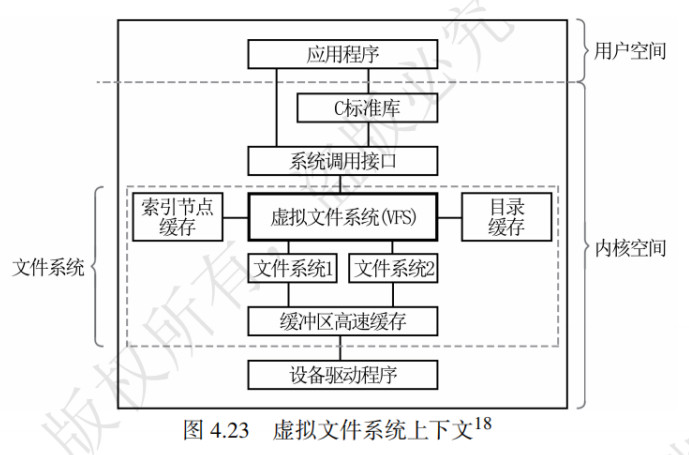 应用程序
用户空间
C标准库
系统调用接口
索引节点
缓存
虚拟文件系统(VFS)
目录
缓存
文件系统
文件系统1
文件系统2
内核空间
缓冲区高速缓存
设备驱动程序
图 4.23 虚拟文件系统上下文18
版权所有,盗版必究